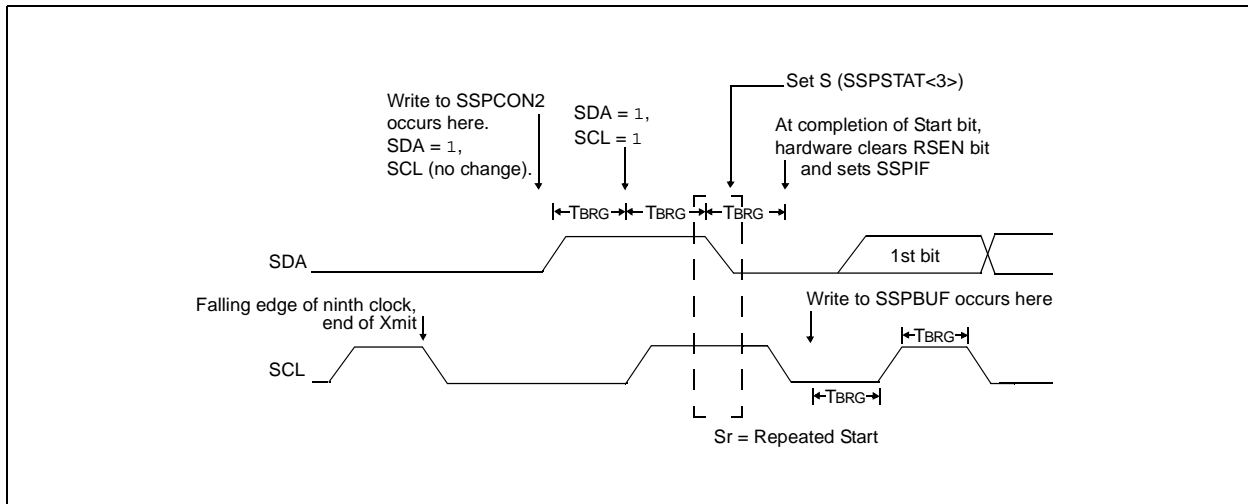 Set S (SSPSTAT<3>)
Write to SSPCON2
occurs here.
SDA = 1,
SCL (no change).
SDA = 1,
SCL = 1
At completion of Start bit,
hardware clears RSEN bit
and sets SSPIF
TBRG
TBRG
TBRG
SDA
1st bit
Write to SSPBUF occurs here
Falling edge of ninth clock,
end of Xmit
TBRG
SCL
TBRG
Sr = Repeated Start